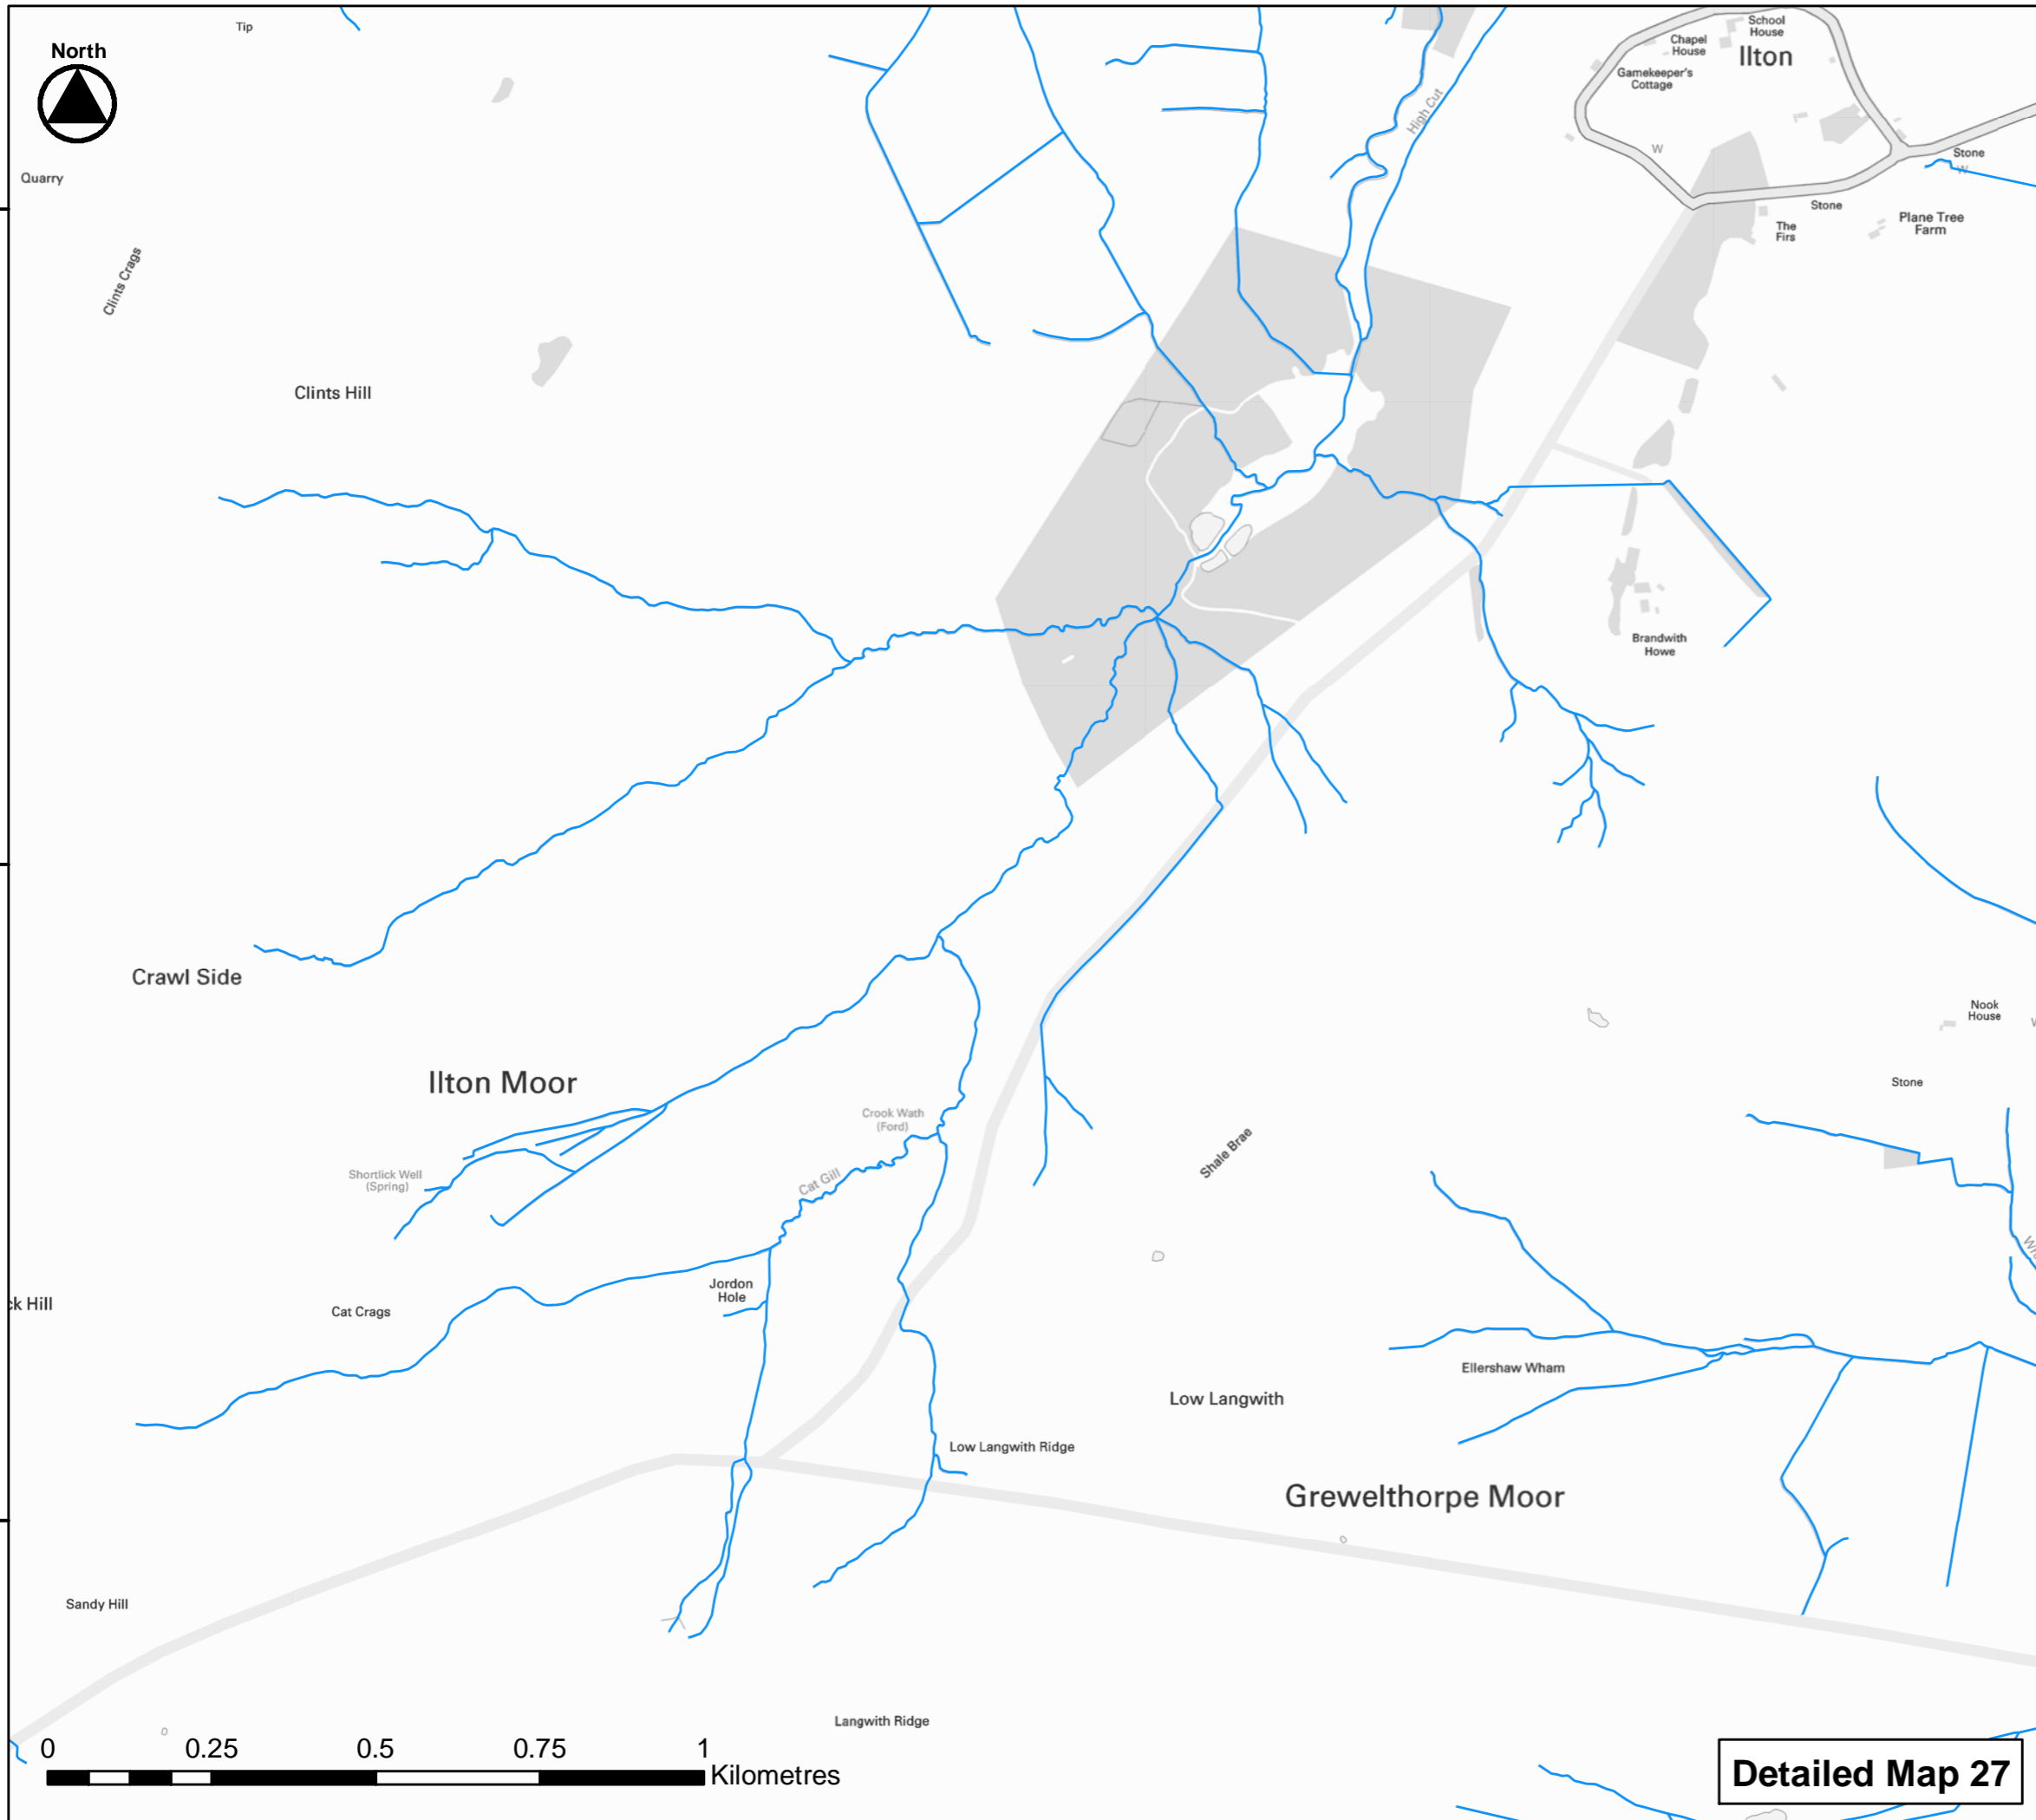 Tip
School
House
Chapel
House
Ilton
North
Gamekeeper's
Cottage
High Cut
W
Stone
W
Quarry
Stone
Plane Tree
Farm
The
Firs
Clints Crags
Clints Hill
Brandwith
Howe
Crawl Side
Nook
House
W
Ilton Moor
Stone
Crook Wath
(Ford)
Shale Brae
Shortlick Well
(Spring)
Cat Gill
Jordon
Hole
ck Hill
Cat Crags
Ellershaw Wham
Low Langwith
Low Langwith Ridge
Grewelthorpe Moor
Sandy Hill
Langwith Ridge
0 0.25 0.5 0.75 1
Kilometres
Detailed Map 27